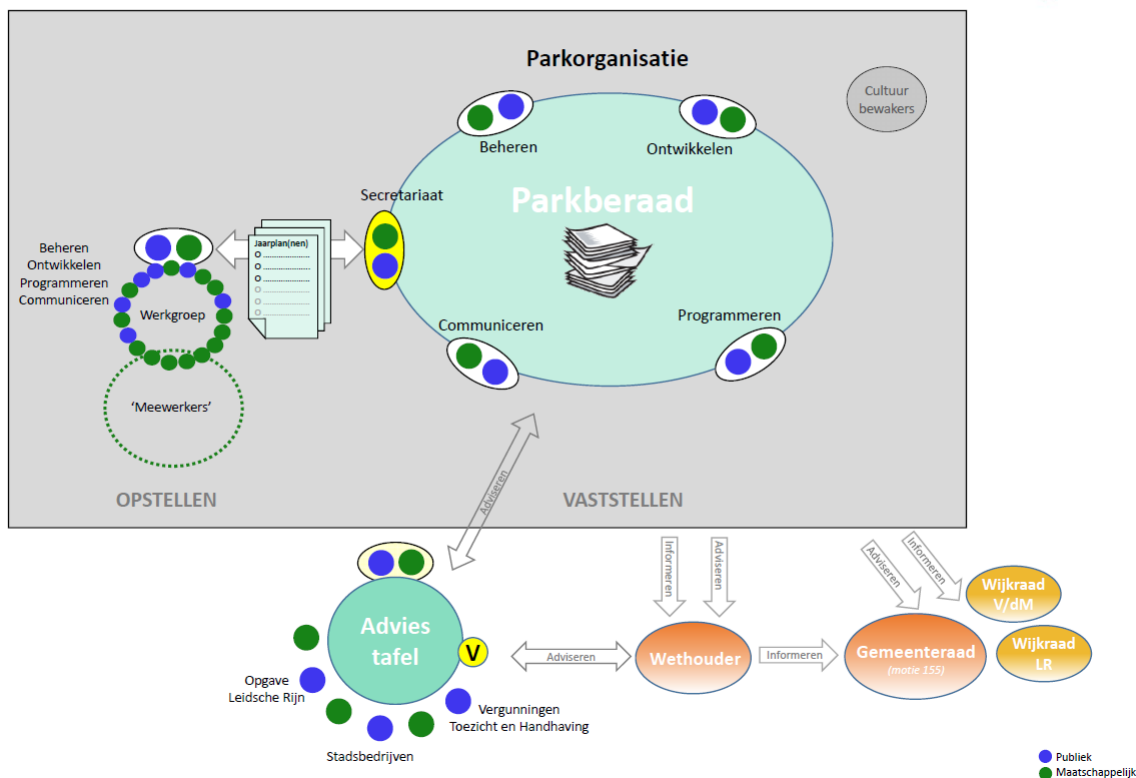 Parkorganisatie
Cultuur
bewakers
Beheren
Ontwikkelen
Secretariaat
Parkberaad
Beheren
Ontwikkelen
Programmeren
Communiceren
Jaarplan(nen)
Werkgroep
Communiceren
Programmeren
'Meewerkers'
OPSTELLEN
VASTSTELLEN
Adviseren
Informeren
Adviseren
Adviseren
Informeren
Wijkraad
V/dM
Advies
tafel
V
Adviseren
Wethouder
Informeren
Gemeenteraad
(motie 155)
Wijkraad
LR
Opgave
Leidsche Rijn
Vergunningen
Toezicht en Handhaving
Stadsbedrijven
Publiek
Maatschappelijk